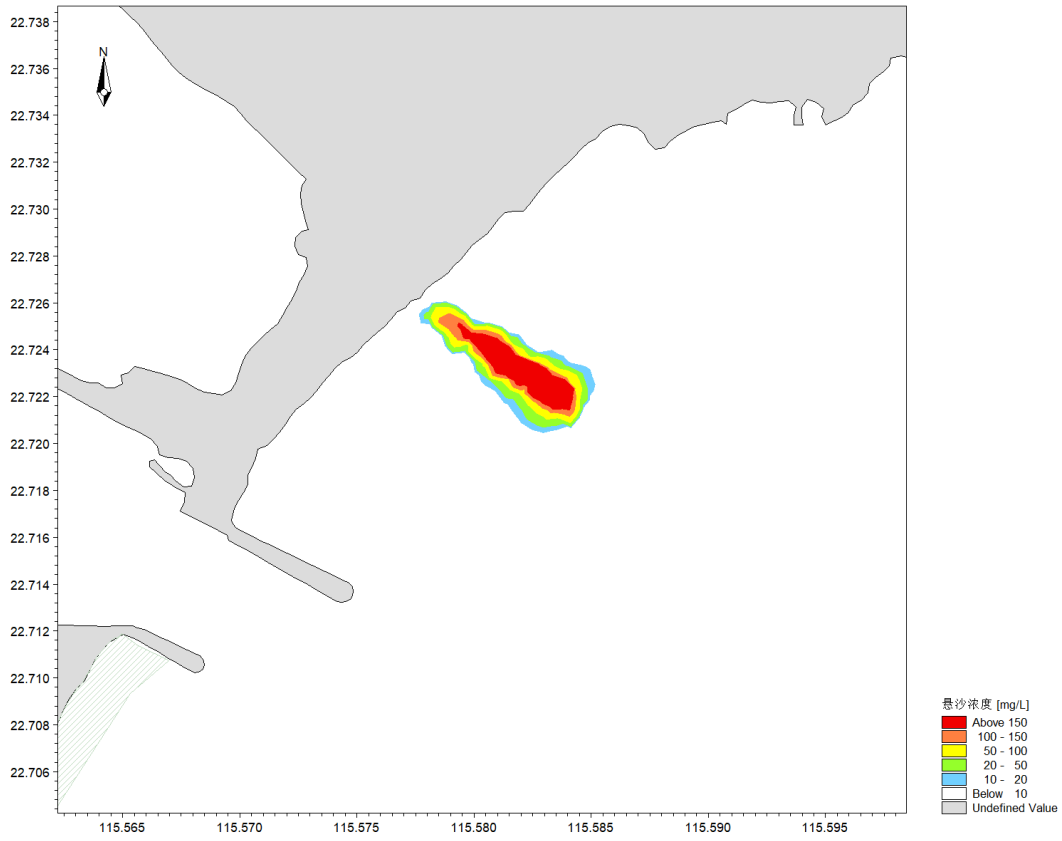 22.738
N
22.736
22.734
22.732
22.730
22.728
22.726
22.724
22.722
22.720
22.718
22.716
22.714
22.712
22.710
22.708
22.706
115.565 115.570 115.575 115.580 115.585 115.590 115.595
悬沙浓度 [mg/L]
Above 150
100 - 150
50 - 100
20 - 50
10 - 20
Below 10
Undefined Value